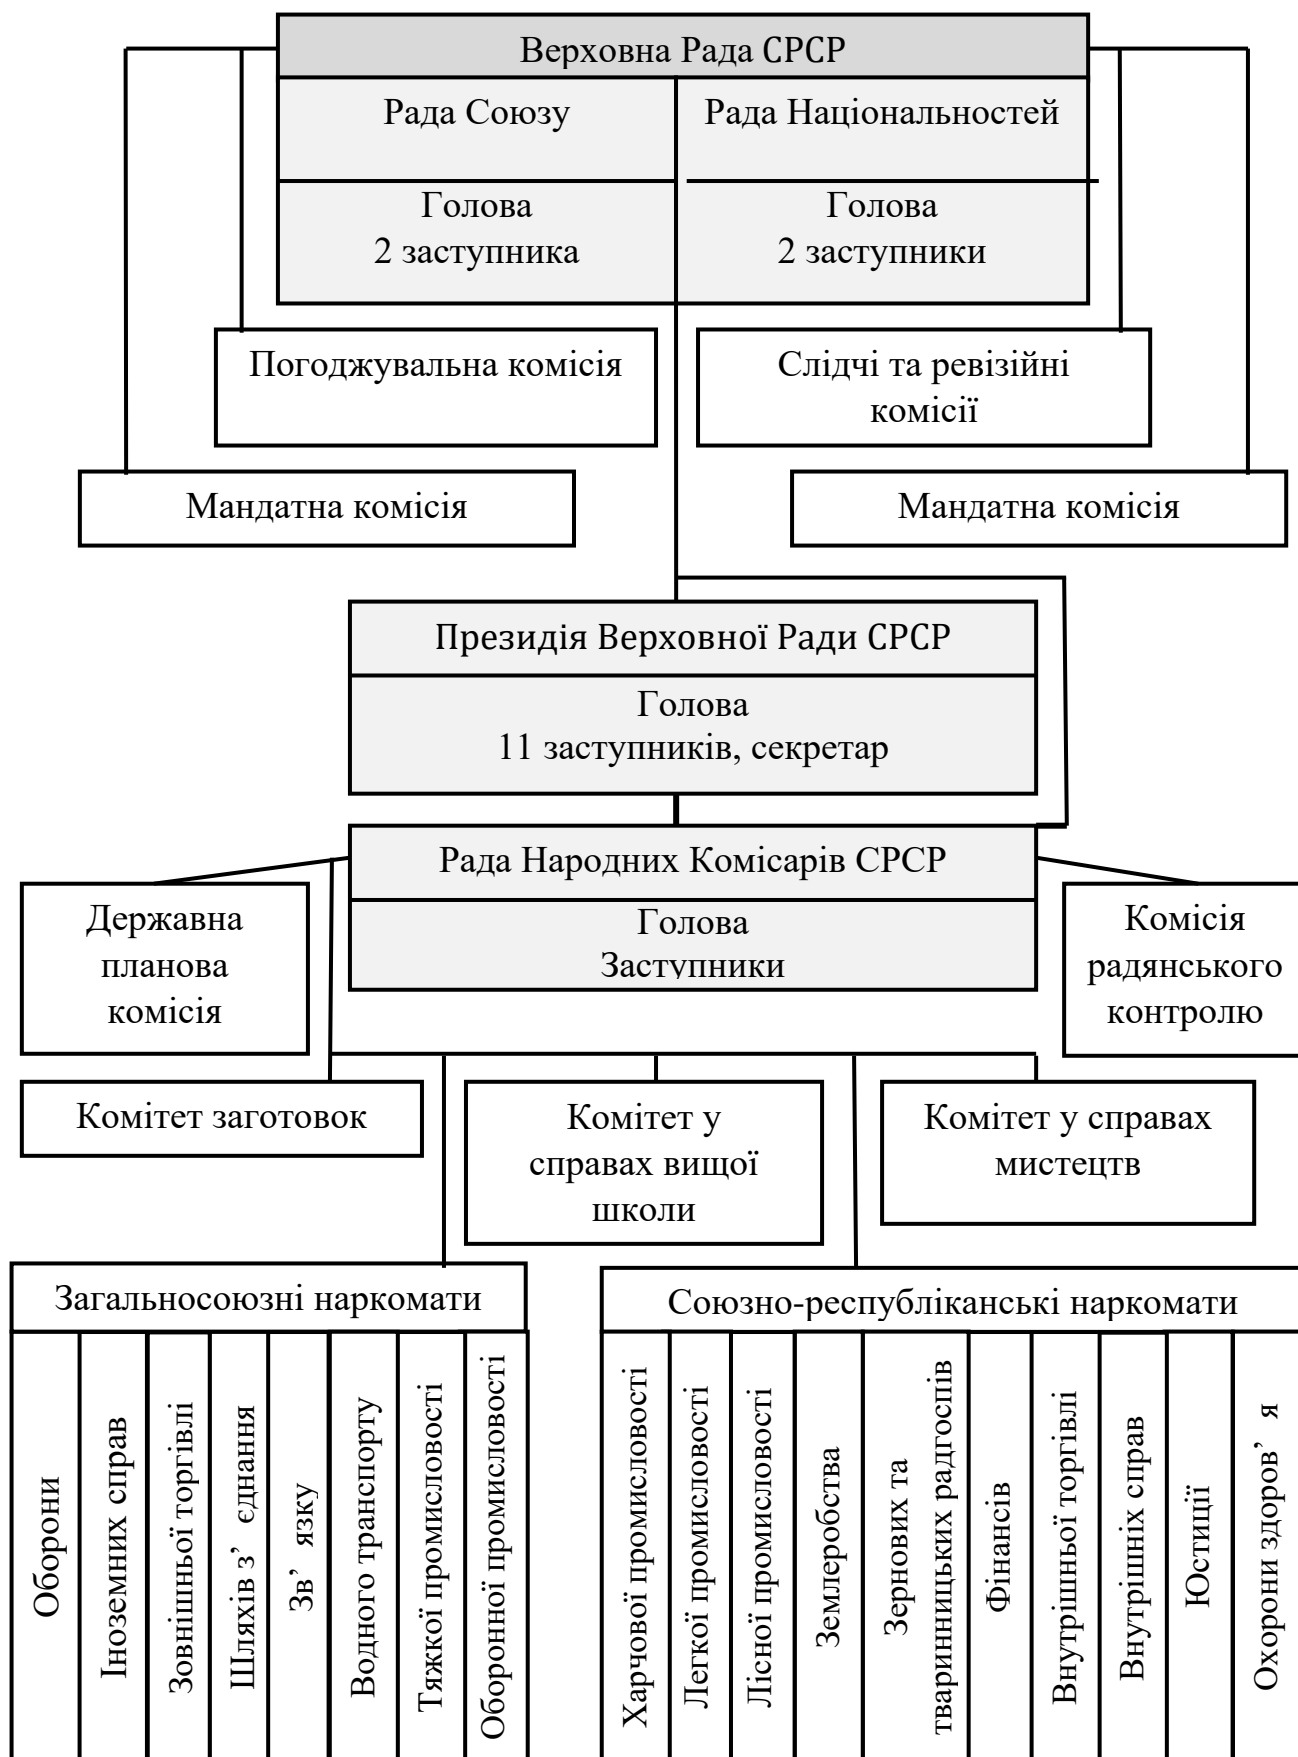 Верховна Рада СРСР
Рада Союзу
Рада Національностей
Голова
2 заступника
Голова
2 заступники
Погоджувальна комісія
Слідчі та ревізійні
комісії
Мандатна комісія
Мандатна комісія
Президія Верховної Ради СРСР
Голова
11 заступників, секретар
Рада Народних Комісарів СРСР
Голова
Заступники
Державна
планова
комісія
Комісія
радянського
контролю
Комітет заготовок
Комітет у
справах вищої
школи
Комітет у справах
мистецтв
Загальносоюзні наркомати
Союзно-республіканські наркомати
Оборони
Іноземних справ
Зовнішньої торгівлі
Шляхів з’ єднання
Зв’ язку
Водного транспорту
Тяжкої промисловості
Оборонної промисловості
Харчової промисловості
Легкої промисловості
Лісної промисловості
Землеробства
Зернових та
тваринницьких радгоспів
Фінансів
Внутрішньої торгівлі
Внутрішніх справ
Юстиції
Охорони здоров’ я